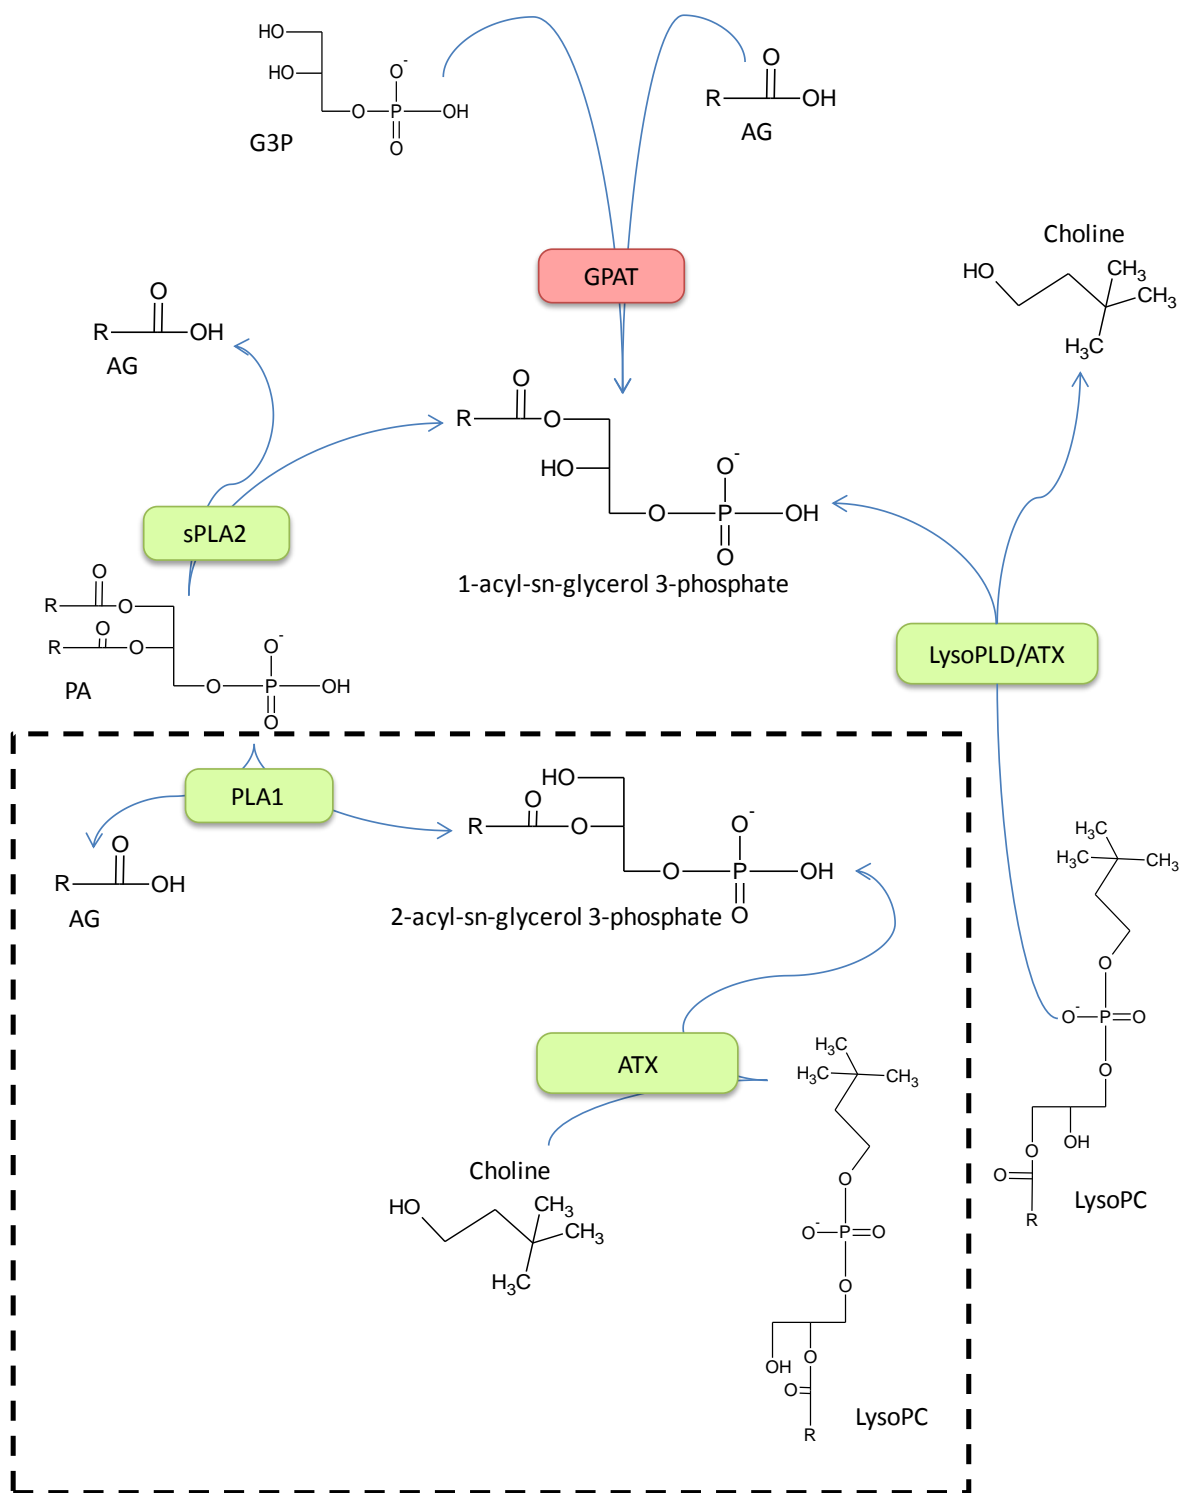 HO
HO
O-
O
P
OH
O
G3P
O
R
OH
AG
GPAT
Choline
HO
CH3
CH3
H3C
O
R
OH
AG
O
R
O
HO
O-
O
P
OH
O
1-acyl-sn-glycerol 3-phosphate
sPLA2
O
R
O
O
R
O
O-
O
P
OH
O
PA
LysoPLD/ATX
PLA1
O
R
OH
AG
HO
O
R
O
O-
O
P
OH
O
2-acyl-sn-glycerol 3-phosphate
H3C
H3C
CH3
O
O-
P
O
O
OH
O
O
R
LysoPC
ATX
Choline
HO
CH3
CH3
H3C
H3C
H3C
CH3
O
O-
P
O
O
OH
O
O
R
LysoPC